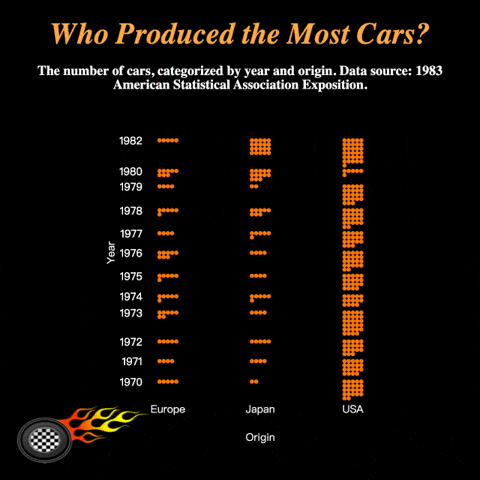 Who Produced the Most Cars?
The number of cars, categorized by year and origin. Data source: 1983
American Statistical Association Exposition.
1982
1980
1979
1978
1977
1976
1975
1974
1973
1972
1971
1970
Year
Europe Japan USA
Origin